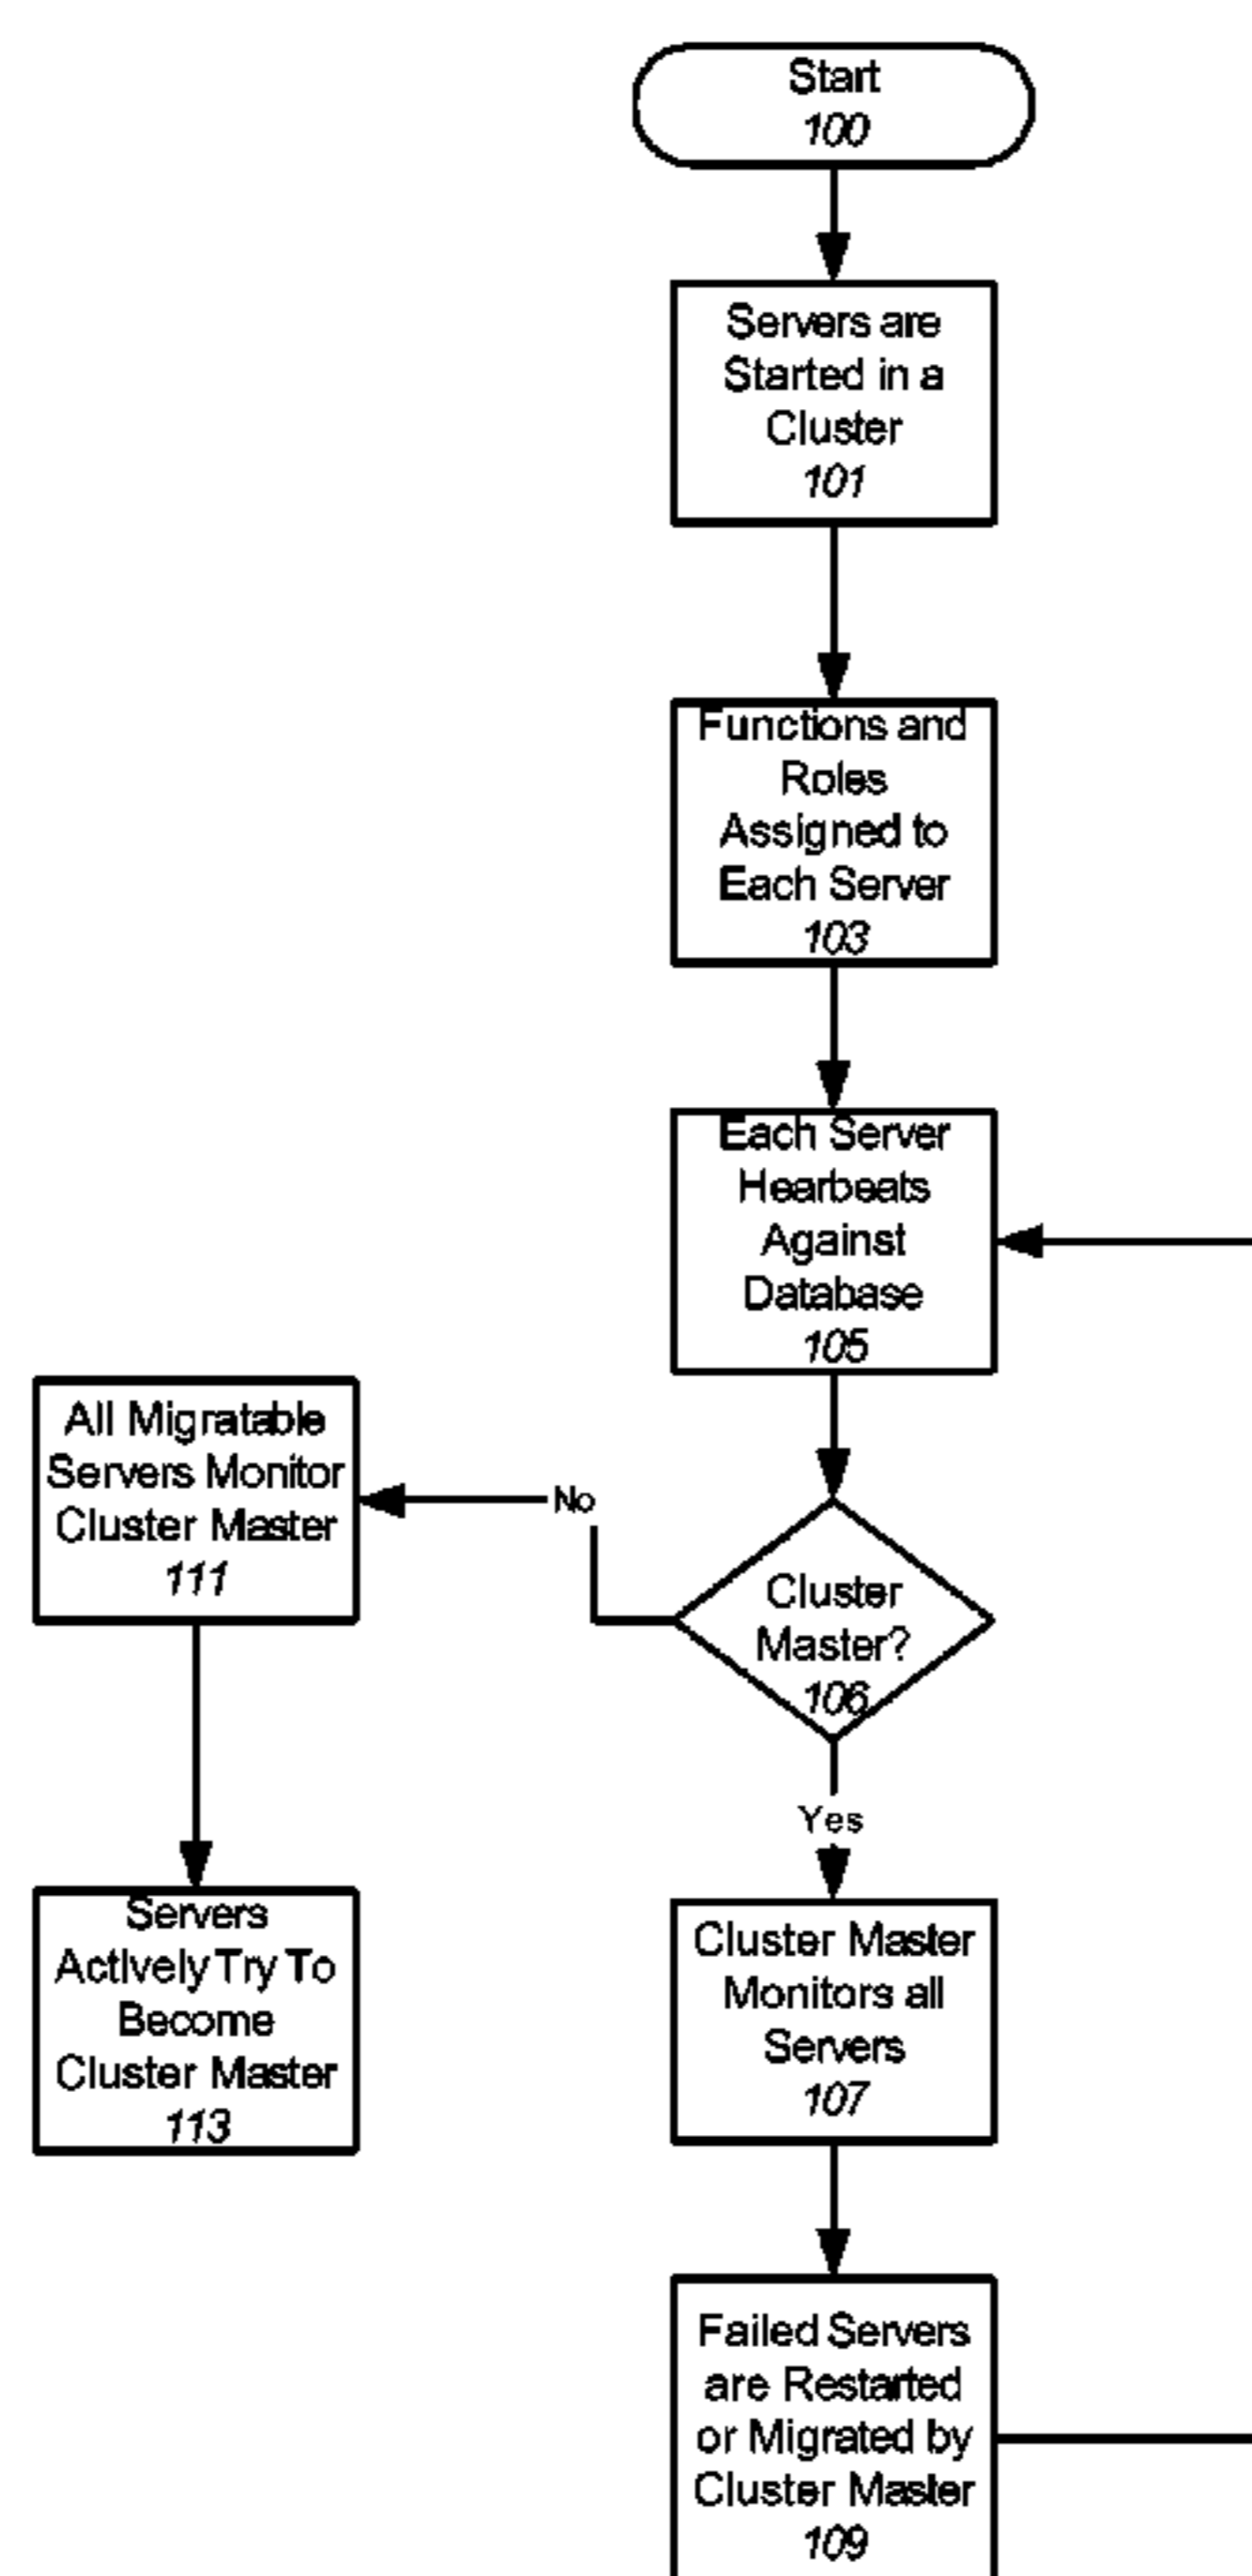 Start
100
Servers are
Started in a
Cluster
101
Functions and
Roles
Assigned to
Each Server
103
Each Server
Hearbeats
Against
Database
105
All Migratable
Servers Monitor
Cluster Master
111
No
Cluster
Master?
106
Yes
Servers
Actively Try To
Become
Cluster Master
113
Cluster Master
Monitors all
Servers
107
Failed Servers
are Restarted
or Migrated by
Cluster Master
109